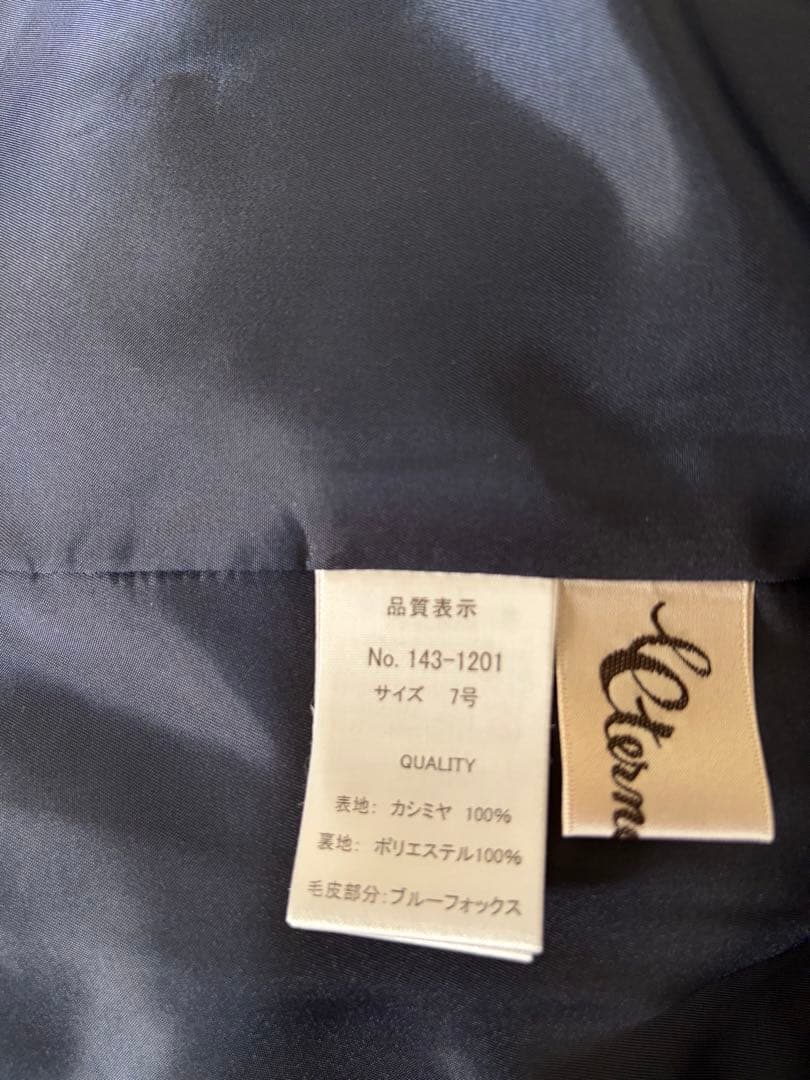 品質表示
No. 143-1201
サイズ 7号
QUALITY
表地: カシミヤ 100%
裏地: ポリエステル100%
毛皮部分:ブルーフォックス